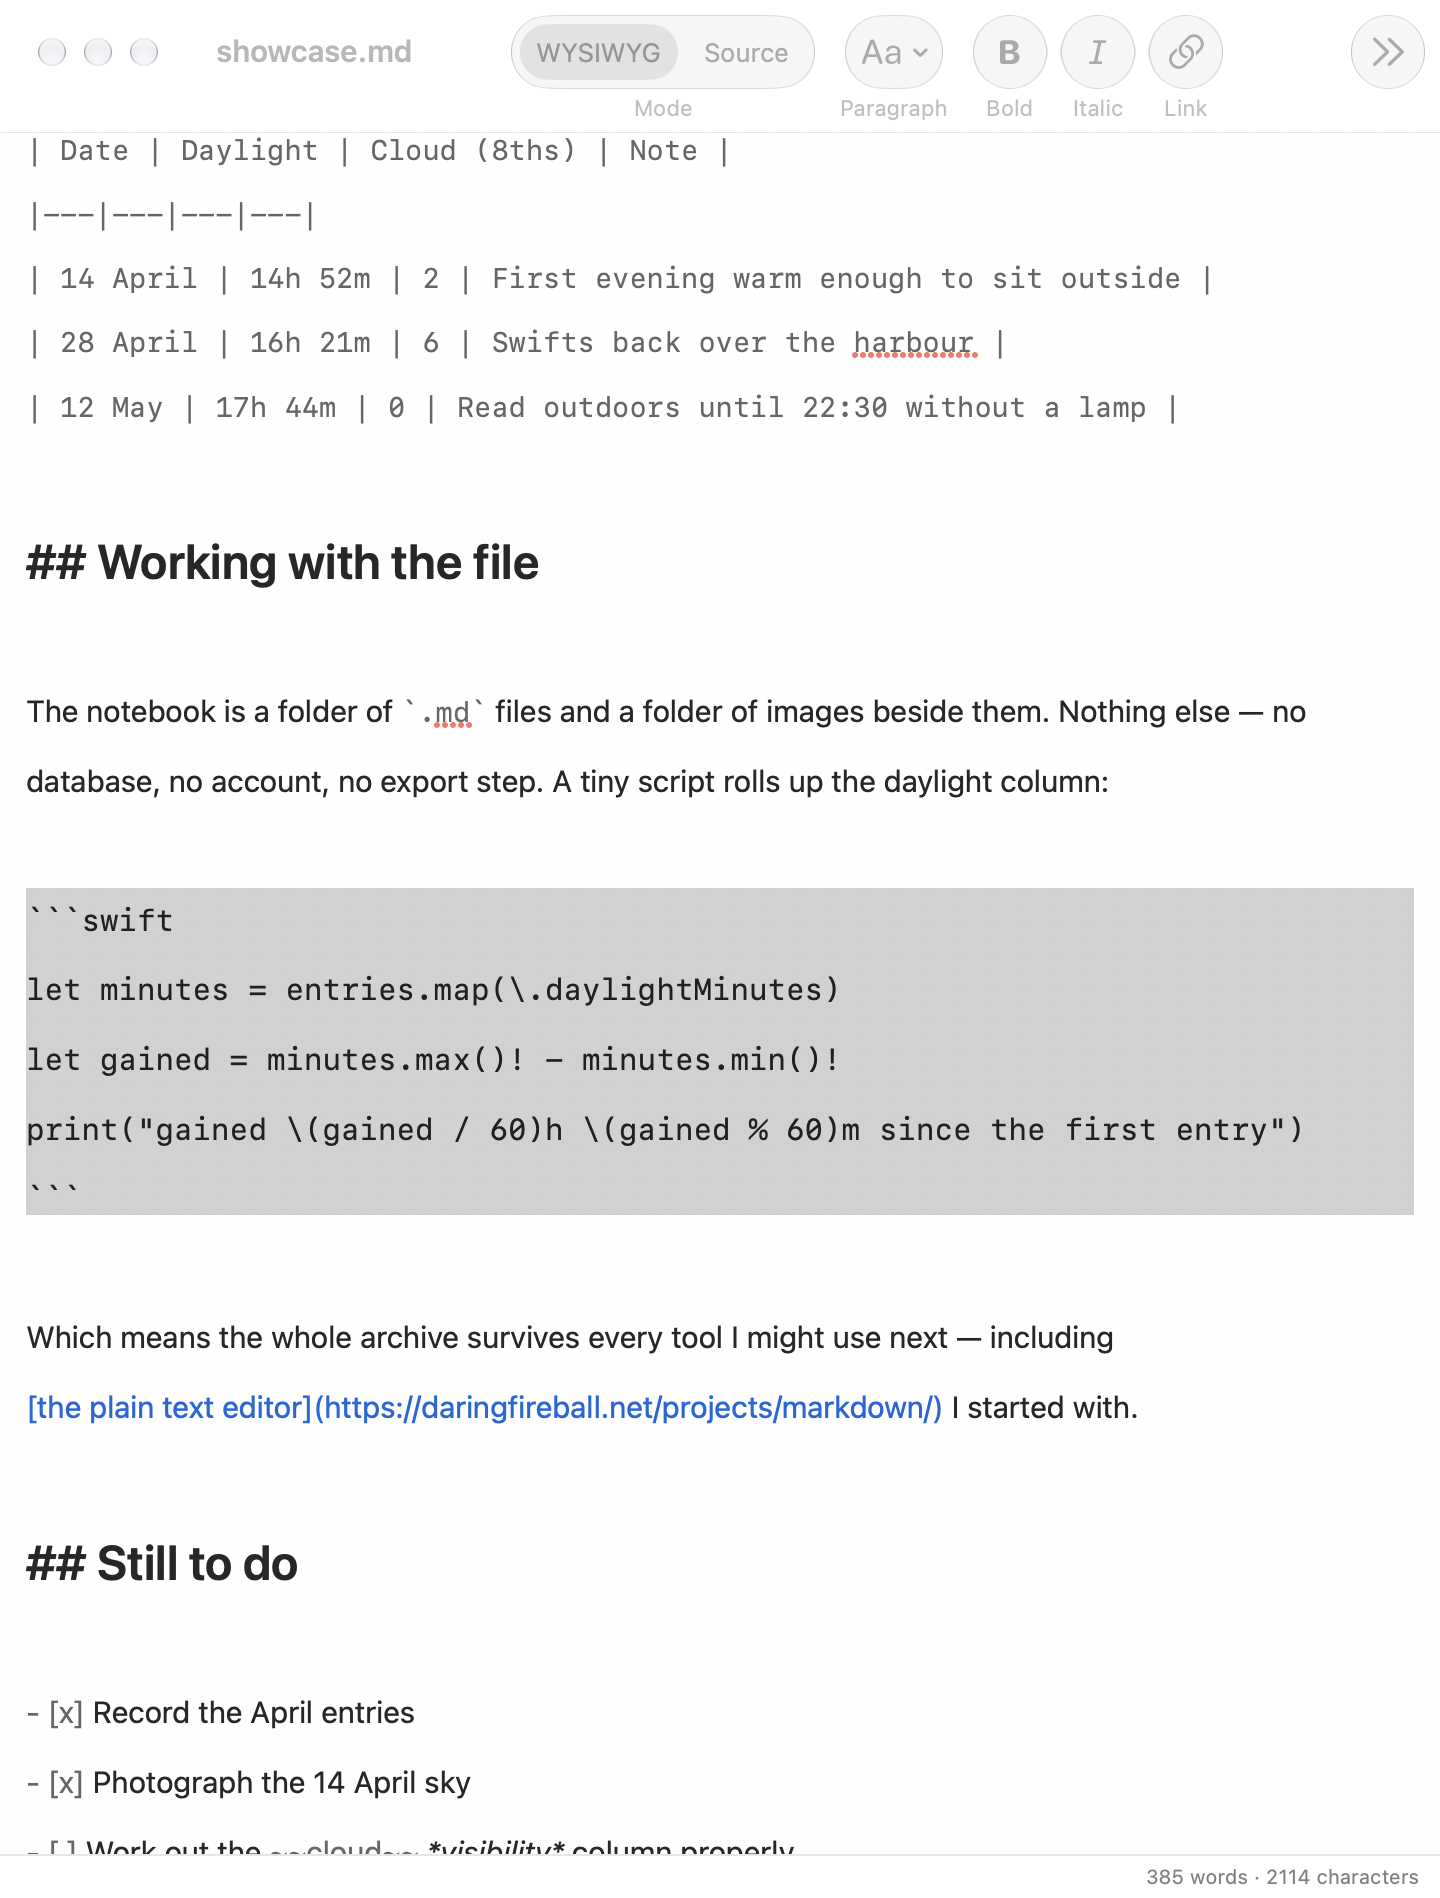 showcase.md
WYSIWYG Source
Aa
B
I
Mode Paragraph Bold Italic Link
| Date | Daylight | Cloud (8ths) | Note |
|---|---|---|---|
| 14 April | 14h 52m | 2 | First evening warm enough to sit outside |
| 28 April | 16h 21m | 6 | Swifts back over the harbour |
| 12 May | 17h 44m | 0 | Read outdoors until 22:30 without a lamp |
## Working with the file
The notebook is a folder of `.md` files and a folder of images beside them. Nothing else — no
database, no account, no export step. A tiny script rolls up the daylight column:
```swift
let minutes = entries.map(\.daylightMinutes)
let gained = minutes.max()! - minutes.min()!
print("gained \(gained / 60)h \(gained % 60)m since the first entry")
```
Which means the whole archive survives every tool I might use next — including
[the plain text editor](https://daringfireball.net/projects/markdown/) I started with.
## Still to do
- [x] Record the April entries
- [x] Photograph the 14 April sky
- [ ] Work out the ~~cloud~~ *visibility* column properly
385 words · 2114 characters